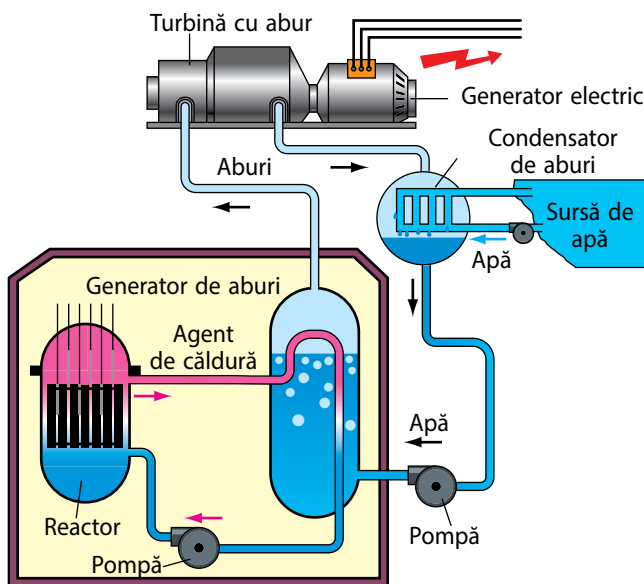 Turbină cu abur
Generator electric
Condensator
de aburi
Aburi
Sursă de
apă
Apă
Generator de aburi
Agent
de căldură
Apă
Reactor
Pompă
Pompă